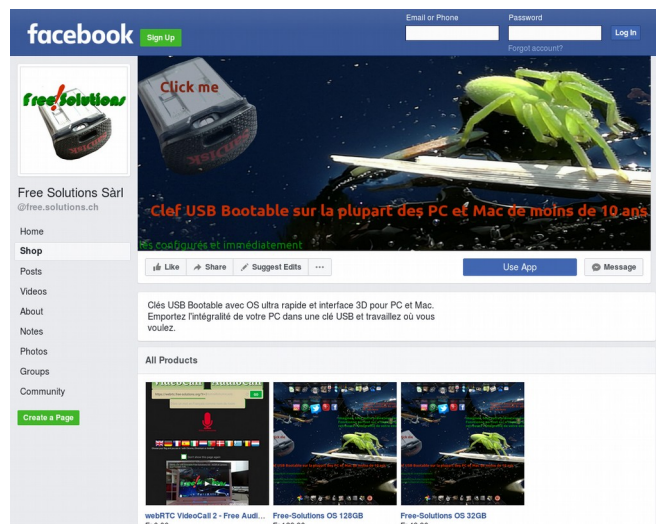 Email or Phone
Password
facebook
Sign Up
Log In
Forgot account?
Free!Solutions
SanDisk
Click me
Clef USB Bootable sur la plupart des PC et Mac de moins de 10 ans
configurés et immédiatement
Free Solutions Sàrl
@free.solutions.ch
Home
Shop
Posts
Videos
About
Notes
Photos
Groups
Community
Create a Page
Like
Share
Suggest Edits
Use App
Message
Clés USB Bootable avec OS ultra rapide et interface 3D pour PC et Mac.
Emportez l'intégralité de votre PC dans une clé USB et travaillez où vous
voulez.
All Products
webRTC VideoCall 2 - Free Audi...
Free-Solutions OS 128GB
Free-Solutions OS 32GB